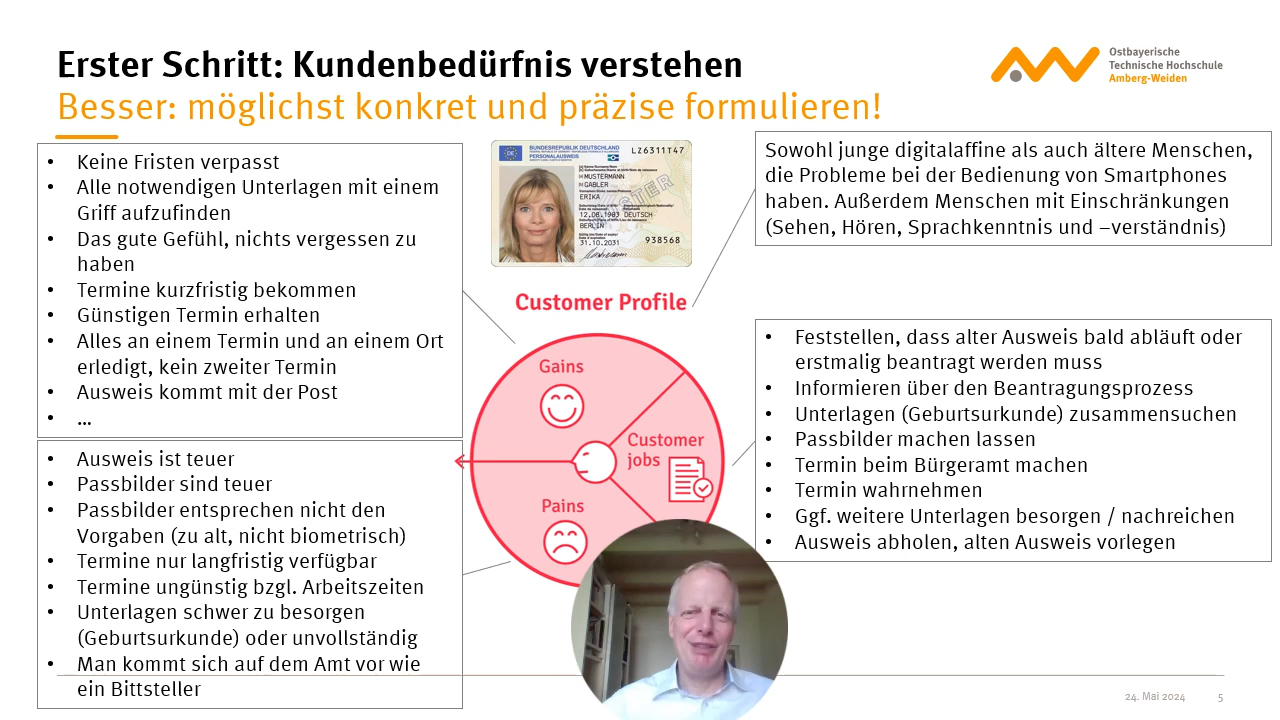 Erster Schritt: Kundenbedürfnis verstehen
Besser: möglichst konkret und präzise formulieren!
Ostbayerische
Technische Hochschule
Amberg-Weiden
• Keine Fristen verpasst
• Alle notwendigen Unterlagen mit einem
Griff aufzufinden
• Das gute Gefühl, nichts vergessen zu
haben
• Termine kurzfristig bekommen
• Günstigen Termin erhalten
• Alles an einem Termin und an einem Ort
erledigt, kein zweiter Termin
• Ausweis kommt mit der Post
• ...
• Ausweis ist teuer
• Passbilder sind teuer
• Passbilder entsprechen nicht den
Vorgaben (zu alt, nicht biometrisch)
• Termine nur langfristig verfügbar
• Termine ungünstig bzgl. Arbeitszeiten
• Unterlagen schwer zu besorgen
(Geburtsurkunde) oder unvollständig
• Man kommt sich auf dem Amt vor wie
ein Bittsteller
BUNDESREPUBLIK DEUTSCHLAND
PERSONALAUSWEIS
LZ6311T47
MUSTERMANN
GABLER
ERIKA
12.08.1983 DEUTSCH
BERLIN
31.10.2031
938568
Customer Profile
Gains
Customer
jobs
Pains
Sowohl junge digitalaffine als auch ältere Menschen,
die Probleme bei der Bedienung von Smartphones
haben. Außerdem Menschen mit Einschränkungen
(Sehen, Hören, Sprachkenntnis und –verständnis)
• Feststellen, dass alter Ausweis bald abläuft oder
erstmalig beantragt werden muss
• Informieren über den Beantragungsprozess
• Unterlagen (Geburtsurkunde) zusammensuchen
• Passbilder machen lassen
• Termin beim Bürgeramt machen
• Termin wahrnehmen
• Ggf. weitere Unterlagen besorgen / nachreichen
• Ausweis abholen, alten Ausweis vorlegen
24. Mai 2024
5